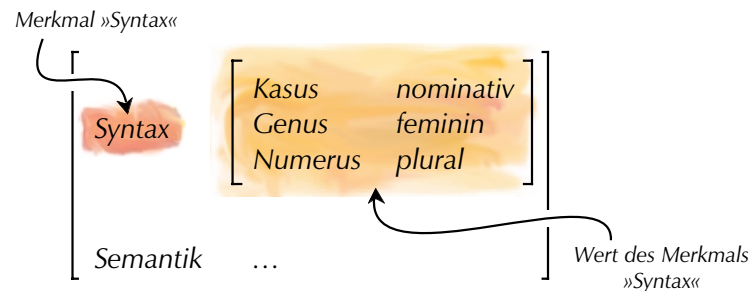 Merkmal »Syntax«
Kasus nominativ
Syntax Genus feminin
Numerus plural
Semantik …
Wert des Merkmals
»Syntax«